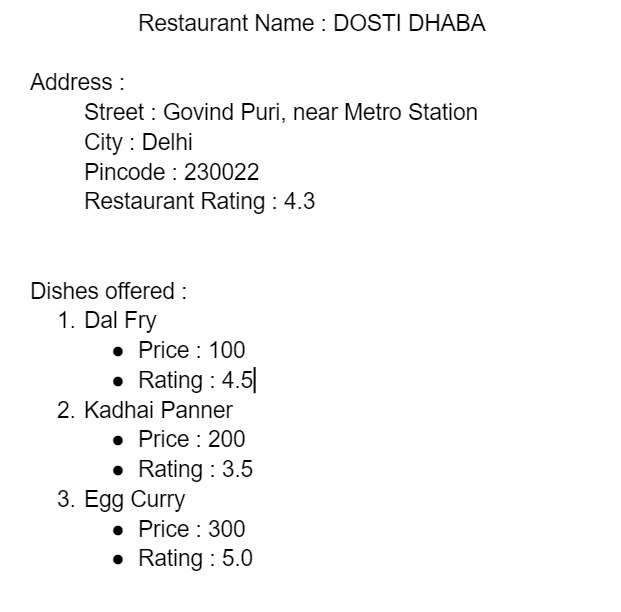 Restaurant Name : DOSTI DHABA
Address :
Street : Govind Puri, near Metro Station
City : Delhi
Pincode : 230022
Restaurant Rating : 4.3
Dishes offered :
1. Dal Fry
● Price : 100
● Rating : 4.5
2. Kadhai Panner
● Price : 200
● Rating : 3.5
3. Egg Curry
● Price : 300
● Rating : 5.0